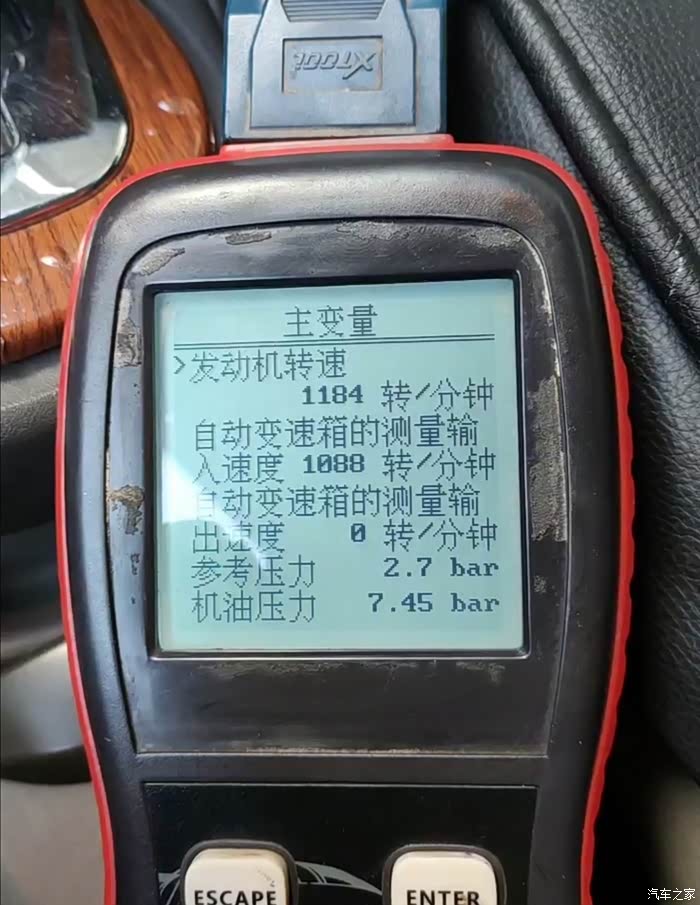 XTOOL
主变量
>发动机转速
1184 转/分钟
自动变速箱的测量输
入速度 1088 转/分钟
自动变速箱的测量输
出速度 0 转/分钟
参考压力 2.7 bar
机油压力 7.45 bar
ESCAPE ENTER
汽车之家